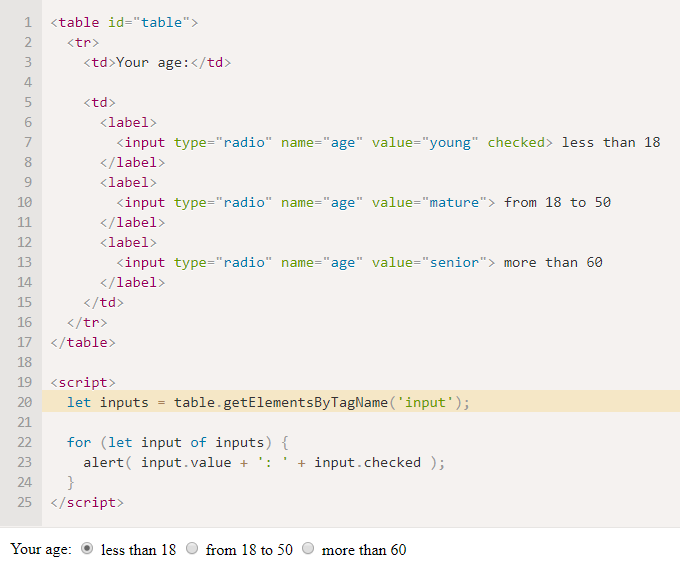 1 <table id="table">
2   <tr>
3     <td>Your age:</td>
4
5     <td>
6       <label>
7         <input type="radio" name="age" value="young" checked> less than 18
8       </label>
9       <label>
10         <input type="radio" name="age" value="mature"> from 18 to 50
11       </label>
12       <label>
13         <input type="radio" name="age" value="senior"> more than 60
14       </label>
15     </td>
16   </tr>
17 </table>
18
19 <script>
20   let inputs = table.getElementsByTagName('input');
21
22   for (let input of inputs) {
23     alert( input.value + ': ' + input.checked );
24   }
25 </script>
Your age: less than 18 from 18 to 50 more than 60